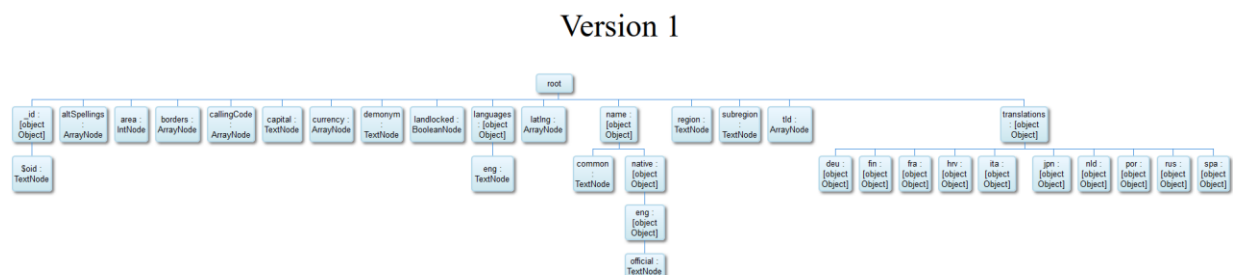 Version 1
root
_id :
[object
Object]
altSpellings
:
ArrayNode
area :
IntNode
borders :
ArrayNode
callingCode
:
ArrayNode
capital :
TextNode
currency :
ArrayNode
demonym
:
TextNode
landlocked :
BooleanNode
languages
: [object
Object]
latlng :
ArrayNode
name :
[object
Object]
region :
TextNode
subregion
:
TextNode
tld :
ArrayNode
translations
: [object
Object]
$oid :
TextNode
eng :
TextNode
common
:
TextNode
native :
[object
Object]
deu :
[object
Object]
fin :
[object
Object]
fra :
[object
Object]
hrv :
[object
Object]
ita :
[object
Object]
jpn :
[object
Object]
nld :
[object
Object]
por :
[object
Object]
rus :
[object
Object]
spa :
[object
Object]
eng :
[object
Object]
official :
TextNode